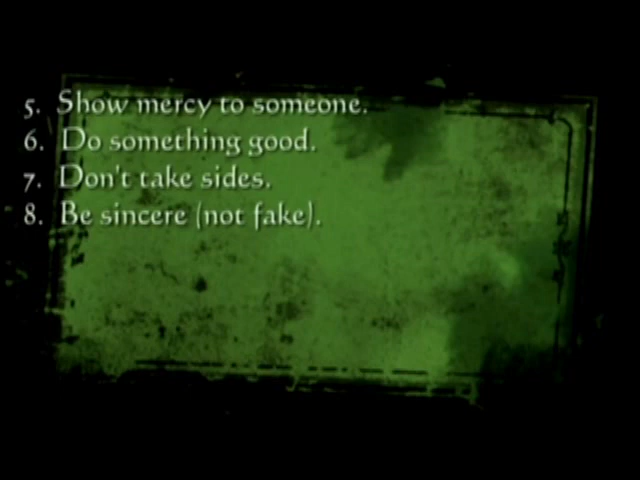 5. Show mercy to someone.
6. Do something good.
7. Don't take sides.
8. Be sincere (not fake).